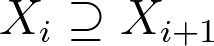 X_i ⊇ X_{i+1}